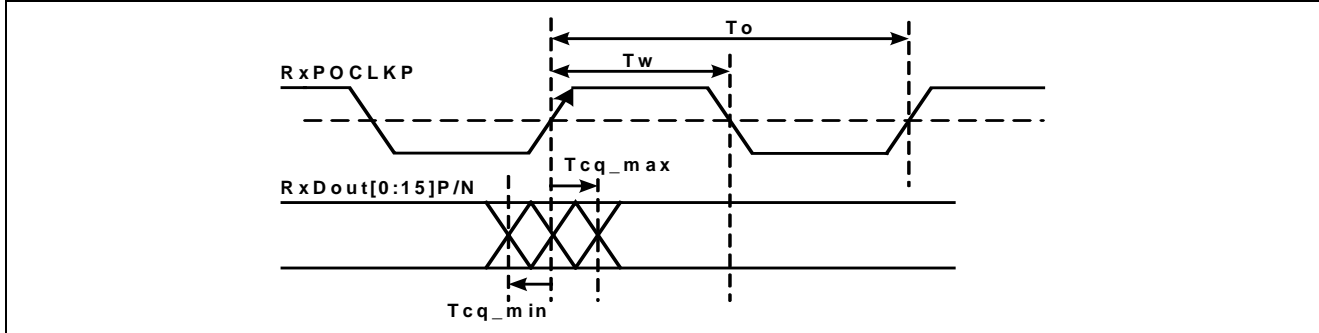 To
Tw
RxPOCLKP
Tcq_max
RxDout[0:15]P/N
Tcq_min